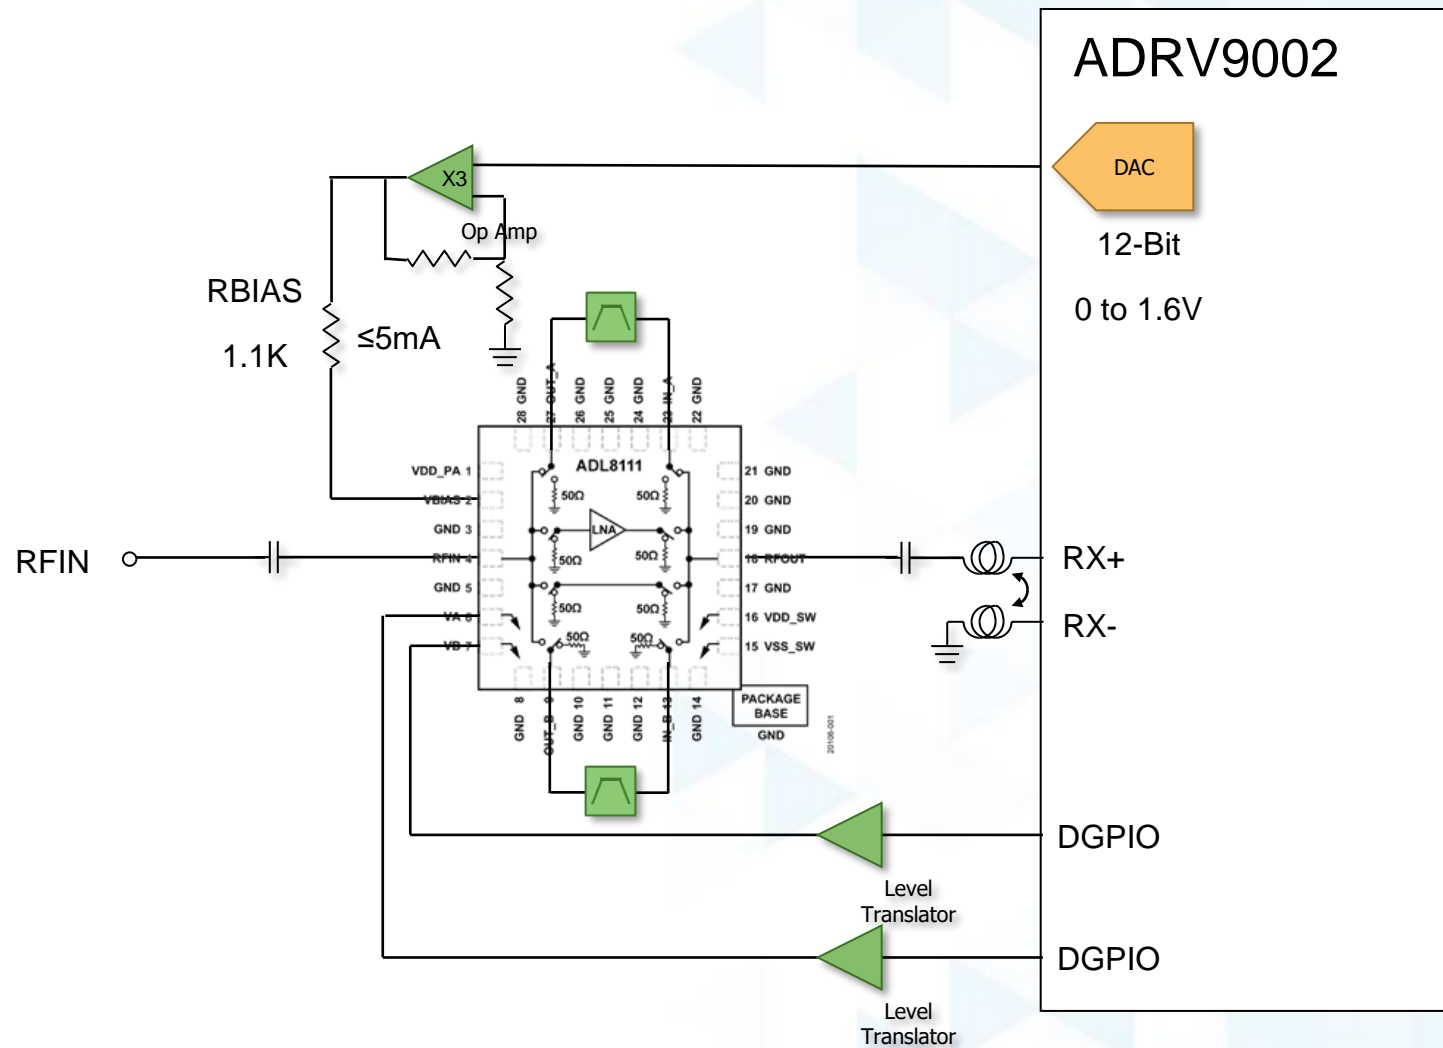 ADRV9002
DAC
12-Bit
0 to 1.6V
X3
Op Amp
RBIAS
1.1K
≤5mA
28 GND
27 OUT_A
26 GND
25 GND
24 GND
23 IN_A
22 GND
ADL8111
VDD_PA 1
VBIAS 2
GND 3
RFIN 4
GND 5
VA 6
VB 7
21 GND
20 GND
19 GND
18 RFOUT
17 GND
16 VDD_SW
15 VSS_SW
50Ω
50Ω
LNA
50Ω
50Ω
50Ω
50Ω
50Ω
50Ω
GND 8
OUT_B 9
GND 10
GND 11
GND 12
IN_B 13
GND 14
PACKAGE
BASE
GND
20106-001
RFIN
RX+
RX-
DGPIO
Level
Translator
DGPIO
Level
Translator